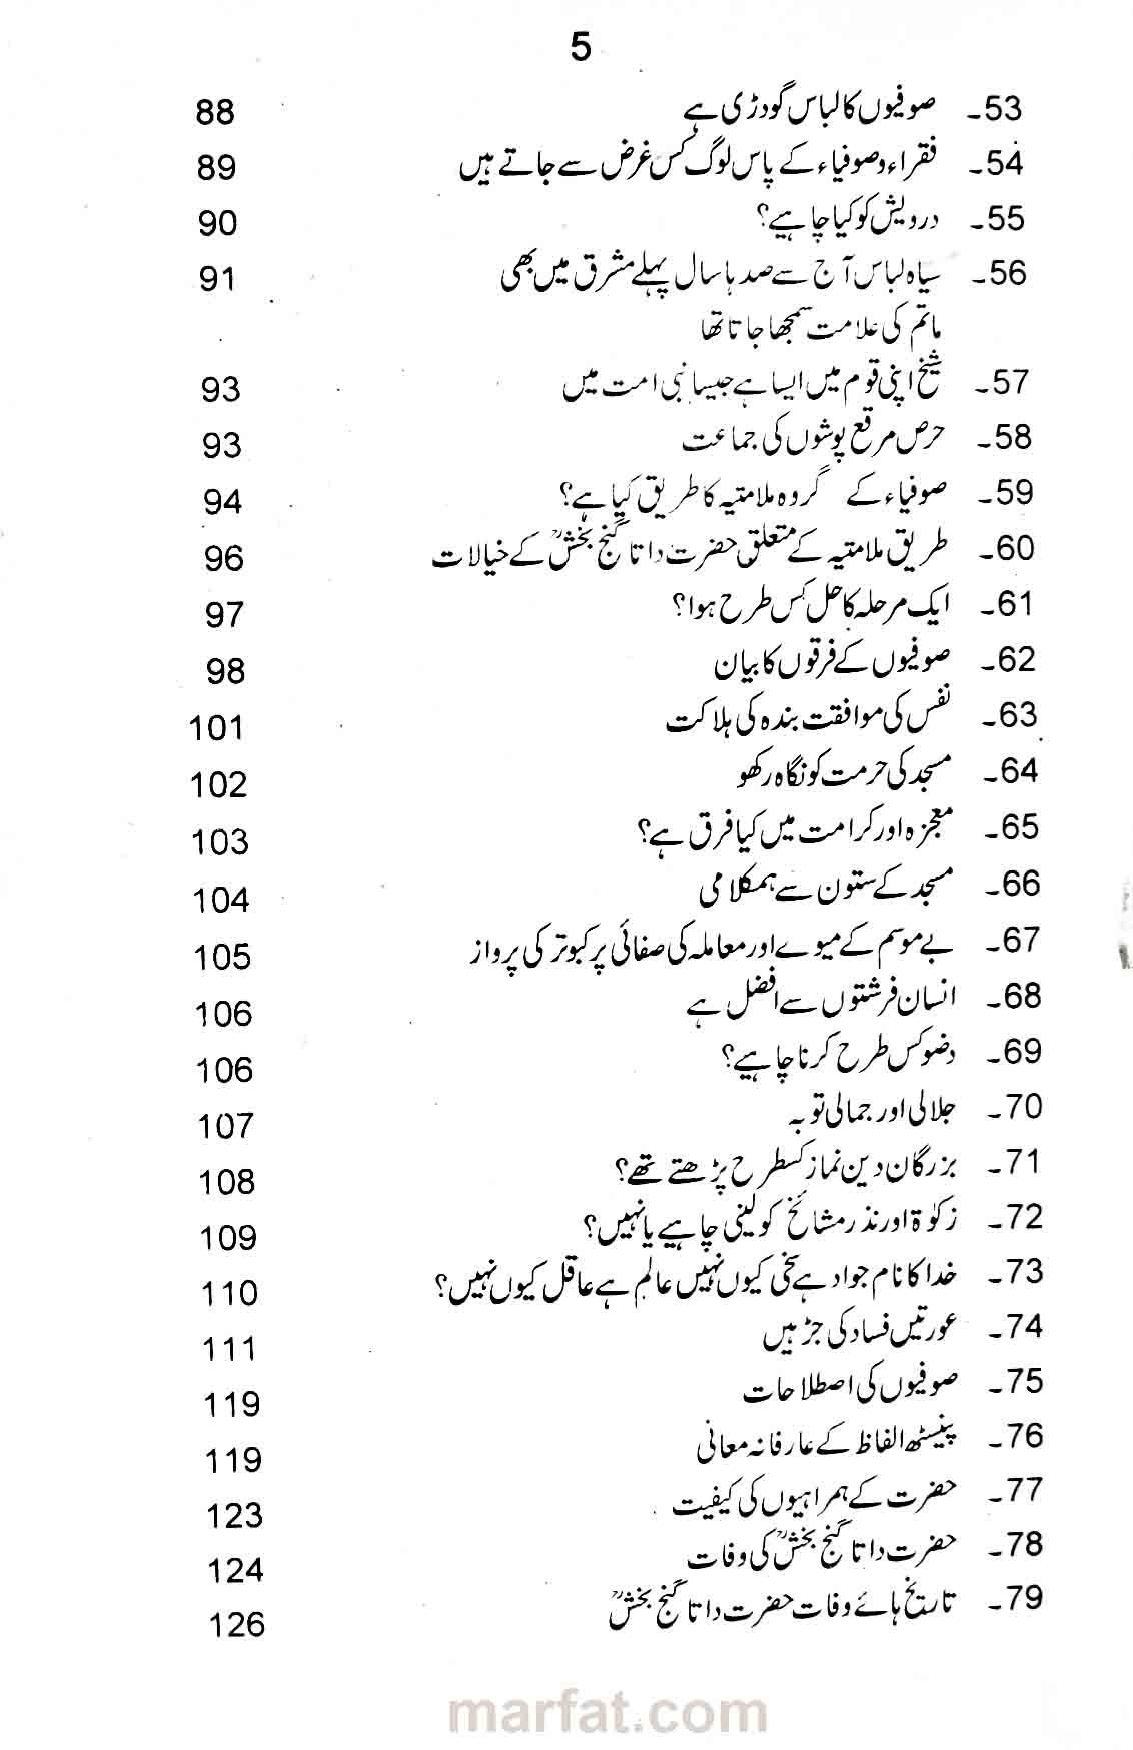 5
53۔ صوفیوں کا لباس گودڑی ہے 88
54۔ فقراء وصوفیاء کے پاس لوگ کس غرض سے جاتے ہیں 89
55۔ درویش کو کیا چاہیے؟ 90
56۔ سیاہ لباس آج سے صدہا سال پہلے مشرق میں بھی 91
ماتم کی علامت سمجھا جاتا تھا
57۔ شیخ اپنی قوم میں ایسا ہے جیسا نبی امت میں 93
58۔ حرص مرقع پوشوں کی جماعت 93
59۔ صوفیاء کے گروہ ملامتیہ کا طریق کیا ہے؟ 94
60۔ طریق ملامتیہ کے متعلق حضرت داتا گنج بخشؒ کے خیالات 96
61۔ ایک مرحلہ کا حل کس طرح ہوا؟ 97
62۔ صوفیوں کے فرقوں کا بیان 98
63۔ نفس کی موافقت بندہ کی ہلاکت 101
64۔ مسجد کی حرمت کو نگاہ رکھو 102
65۔ معجزہ اور کرامت میں کیا فرق ہے؟ 103
66۔ مسجد کے ستون سے ہمکلامی 104
67۔ بے موسم کے میوے اور معاملہ کی صفائی پر کبوتر کی پرواز 105
68۔ انسان فرشتوں سے افضل ہے 106
69۔ وضو کس طرح کرنا چاہیے؟ 106
70۔ جلالی اور جمالی توبہ 107
71۔ بزرگان دین نماز کسطرح پڑھتے تھے؟ 108
72۔ زکوٰۃ اور نذر مشائخ کو لینی چاہیے یا نہیں؟ 109
73۔ خدا کا نام جواد ہے سخی کیوں نہیں عالم ہے عاقل کیوں نہیں؟ 110
74۔ عورتیں فساد کی جڑ ہیں 111
75۔ صوفیوں کی اصطلاحات 119
76۔ پنیسٹھ الفاظ کے عارفانہ معانی 119
77۔ حضرت کے ہمراہیوں کی کیفیت 123
78۔ حضرت داتا گنج بخشؒ کی وفات 124
79۔ تاریخ ہائے وفات حضرت داتا گنج بخشؒ 126
marfat.com